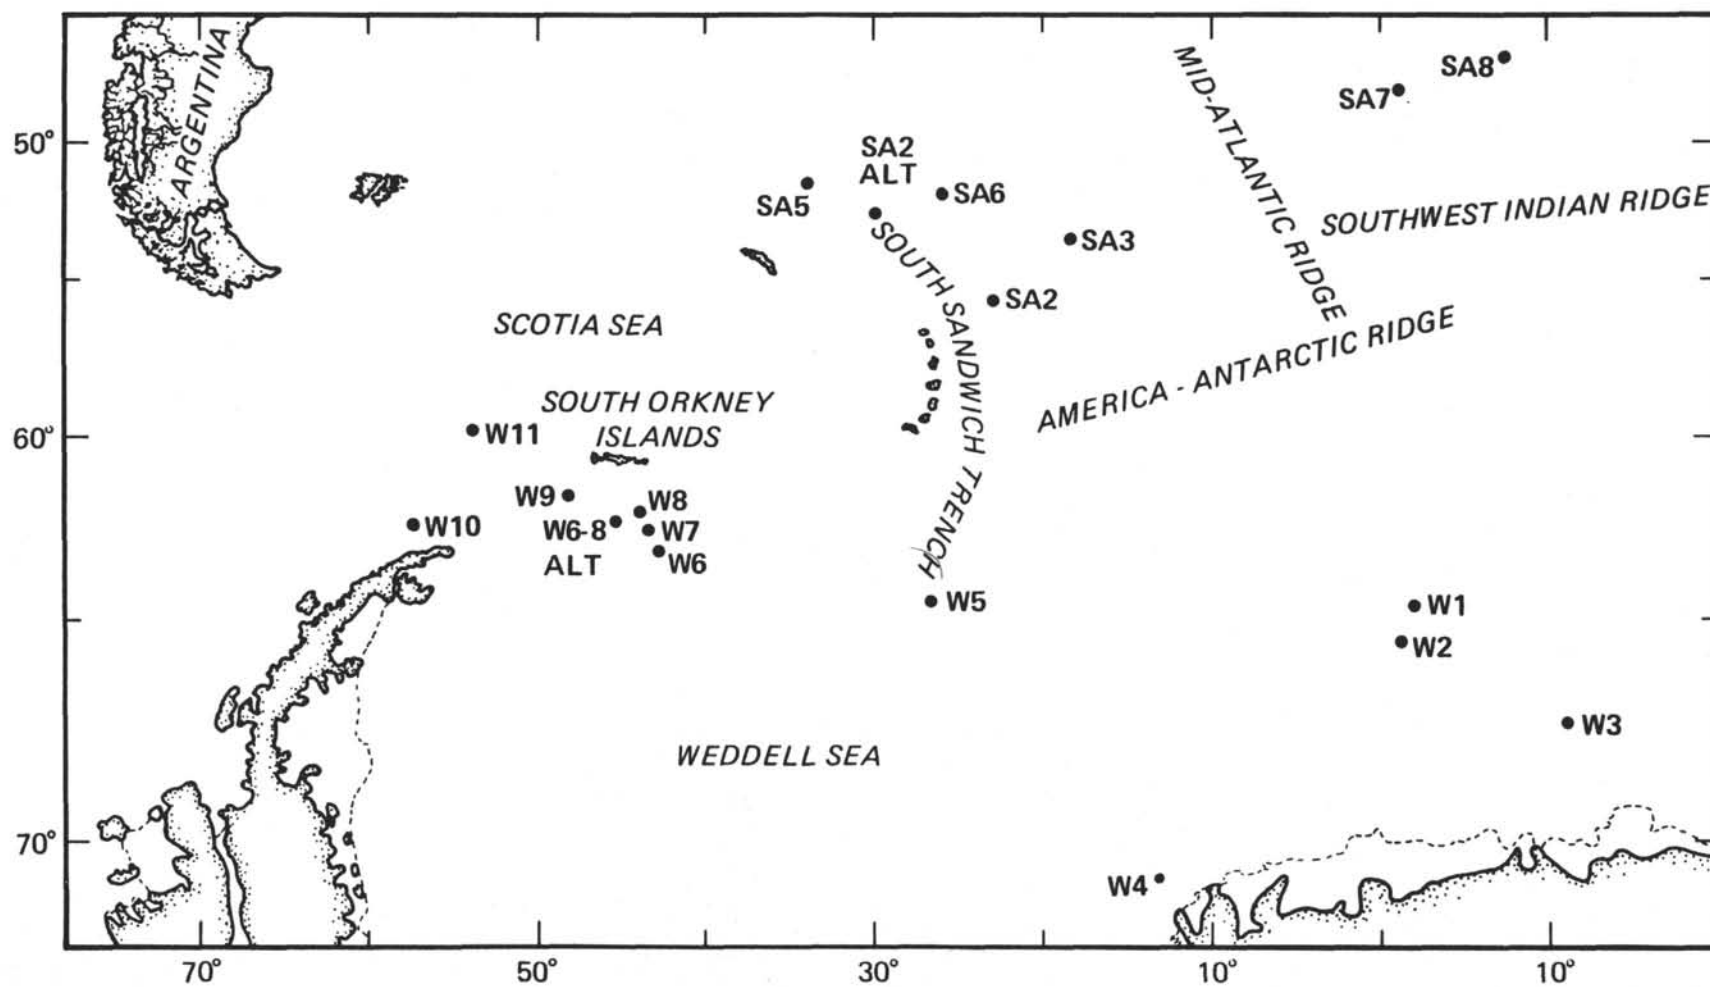 ARGENTINA
50°
60°
70°
SA8
SA7
MID-ATLANTIC RIDGE
SA2
ALT
SA5
SA6
SOUTHWEST INDIAN RIDGE
SA3
SA2
SOUTH SANDWICH TRENCH
SCOTIA SEA
AMERICA - ANTARCTIC RIDGE
SOUTH ORKNEY
ISLANDS
W11
W9
W8
W10
W6-8
ALT
W7
W6
W5
W1
W2
W3
WEDDELL SEA
W4
70°
50°
30°
10°
10°